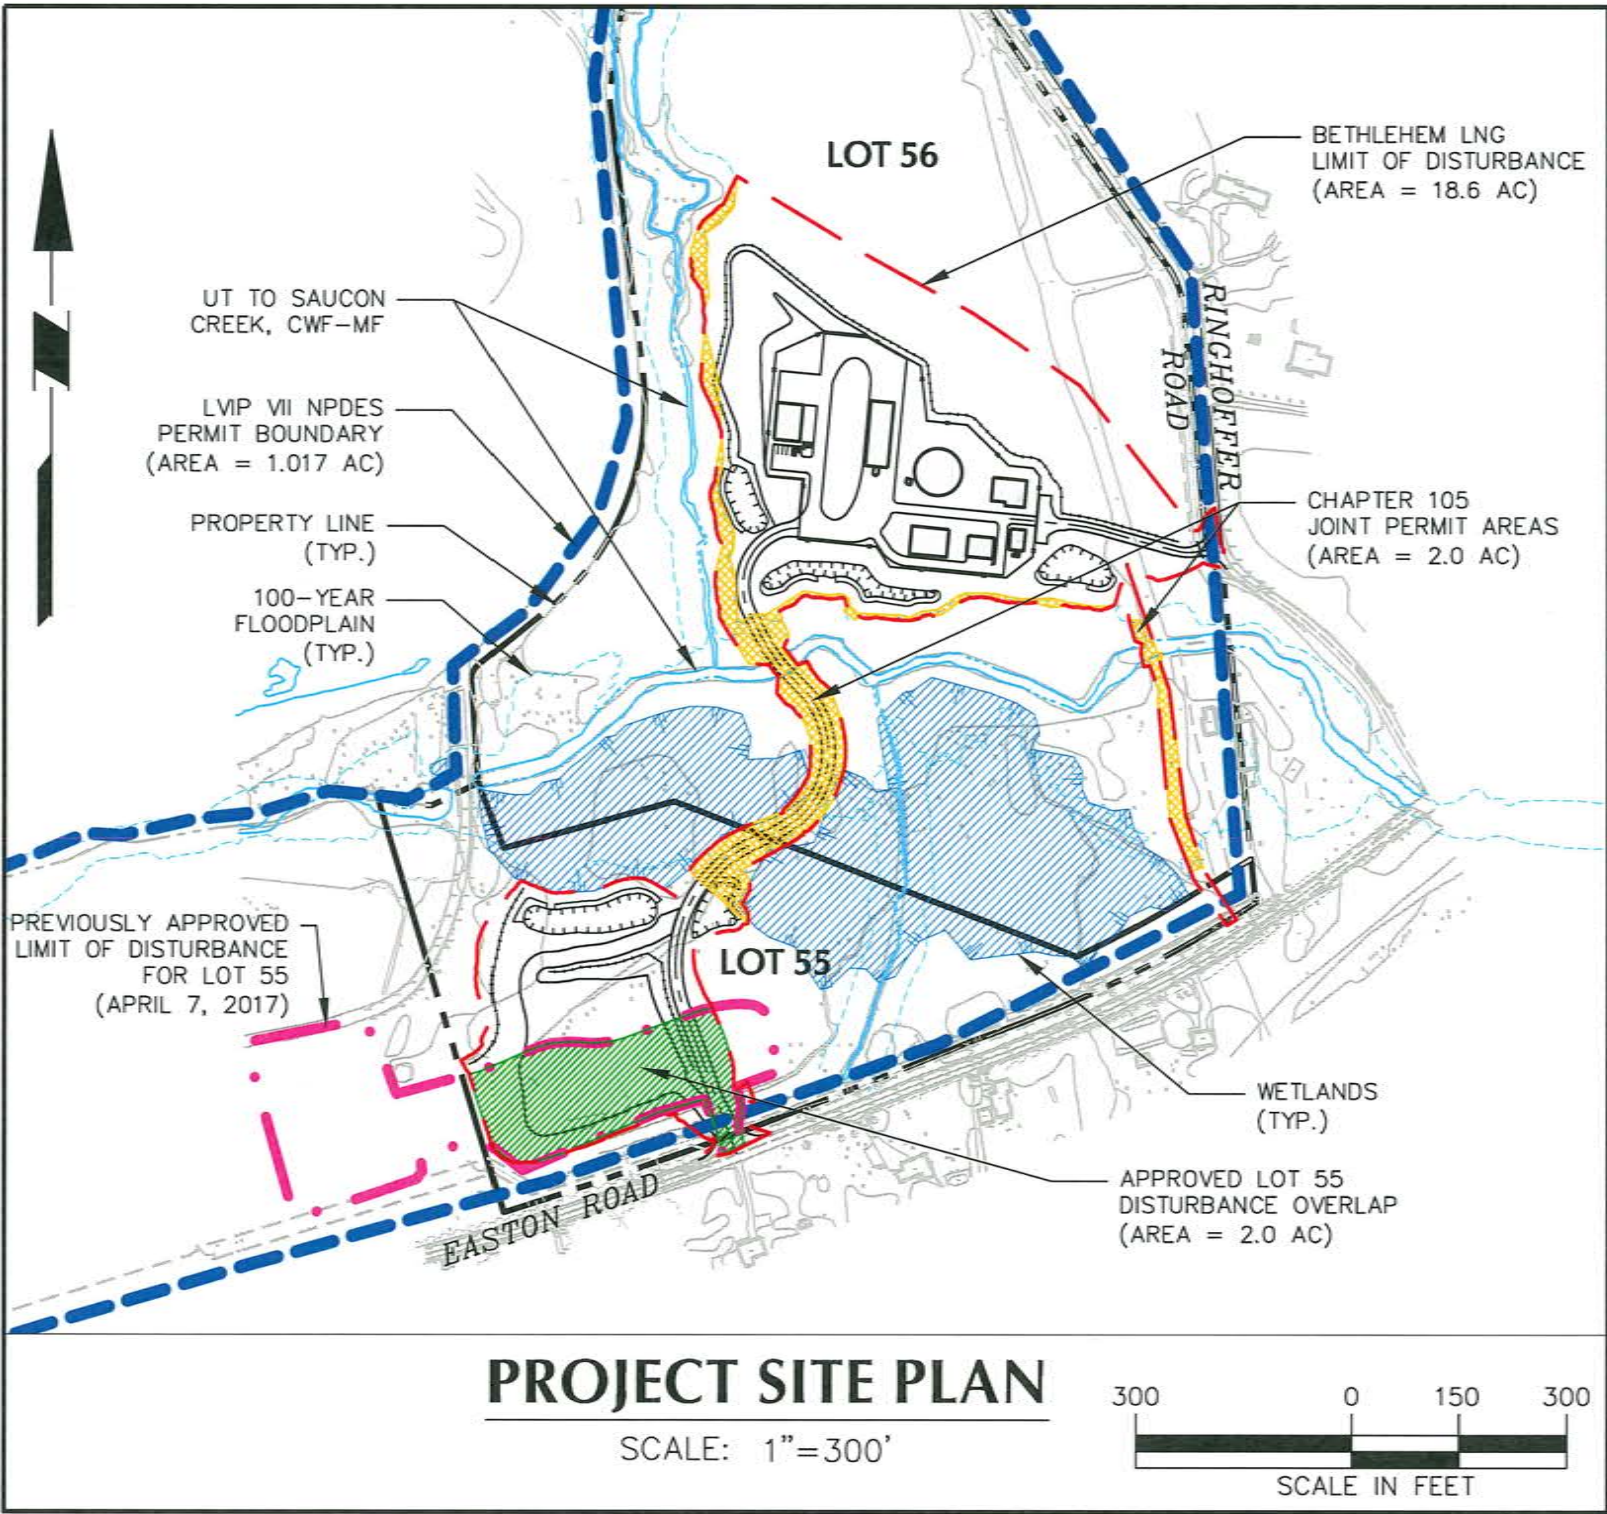 LOT 56
BETHLEHEM LNG
LIMIT OF DISTURBANCE
(AREA = 18.6 AC)
UT TO SAUCON
CREEK, CWF-MF
RINGHOFFER
ROAD
LVIP VII NPDES
PERMIT BOUNDARY
(AREA = 1.017 AC)
CHAPTER 105
JOINT PERMIT AREAS
(AREA = 2.0 AC)
PROPERTY LINE
(TYP.)
100-YEAR
FLOODPLAIN
(TYP.)
PREVIOUSLY APPROVED
LIMIT OF DISTURBANCE
FOR LOT 55
(APRIL 7, 2017)
LOT 55
WETLANDS
(TYP.)
APPROVED LOT 55
DISTURBANCE OVERLAP
(AREA = 2.0 AC)
EASTON ROAD
PROJECT SITE PLAN
SCALE: 1"=300'
300 0 150 300
SCALE IN FEET